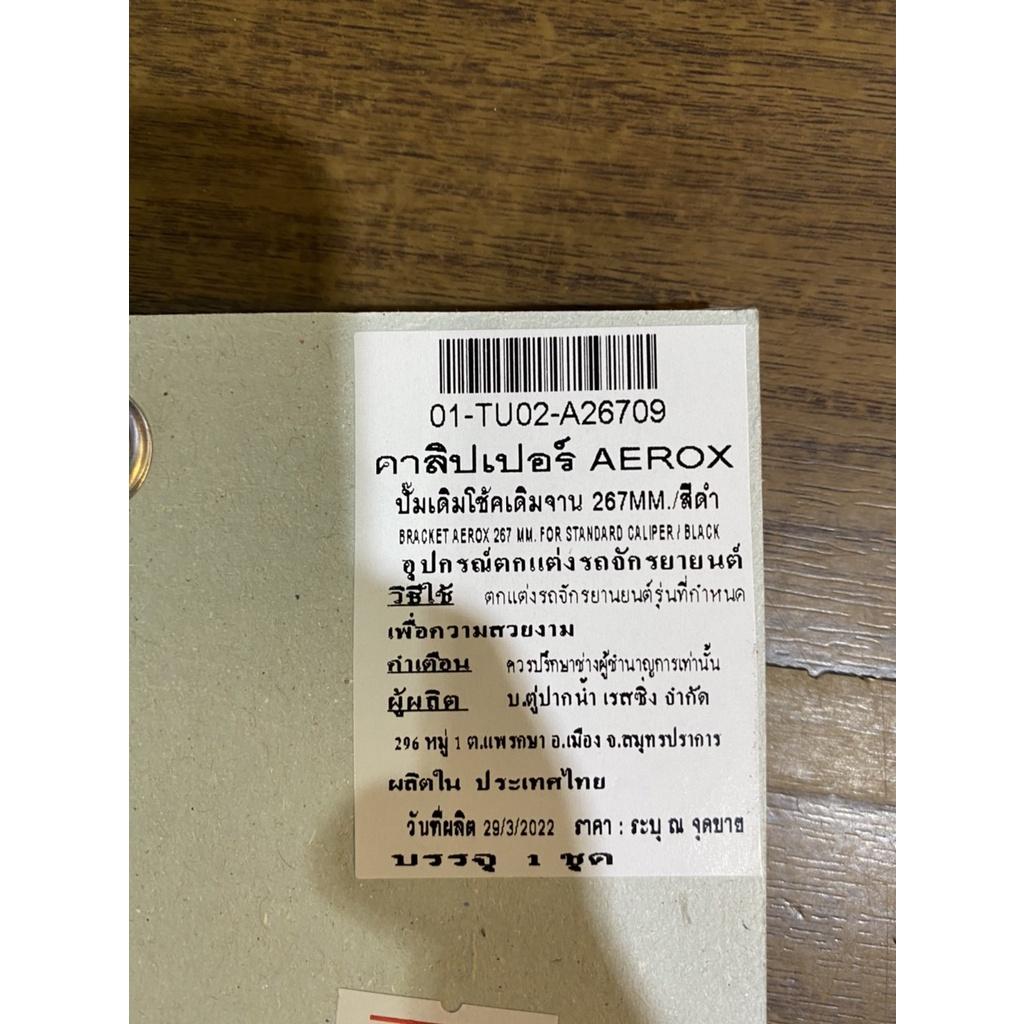 01-TU02-A26709
คาลิปเปอร์ AEROX
ปั๊มเดิมโช้คเดิมจาน 267MM./สีดำ
BRACKET AEROX 267 MM. FOR STANDARD CALIPER / BLACK
อุปกรณ์ตกแต่งรถจักรยายนต์
วิธีใช้ ตกแต่งรถจักรยานยนต์รุ่นที่กำหนด
เพื่อความสวยงาม
คำเตือน ควรปรึกษาช่างผู้ชำนาญการเท่านั้น
ผู้ผลิต บ.ตู่ปากน้ำ เรสซิ่ง จำกัด
296 หมู่ 1 ต.แพรกษา อ.เมือง จ.สมุทรปราการ
ผลิตใน ประเทศไทย
วันที่ผลิต 29/3/2022 ราคา : ระบุ ณ จุดขาย
บรรจุ 1 ชุด